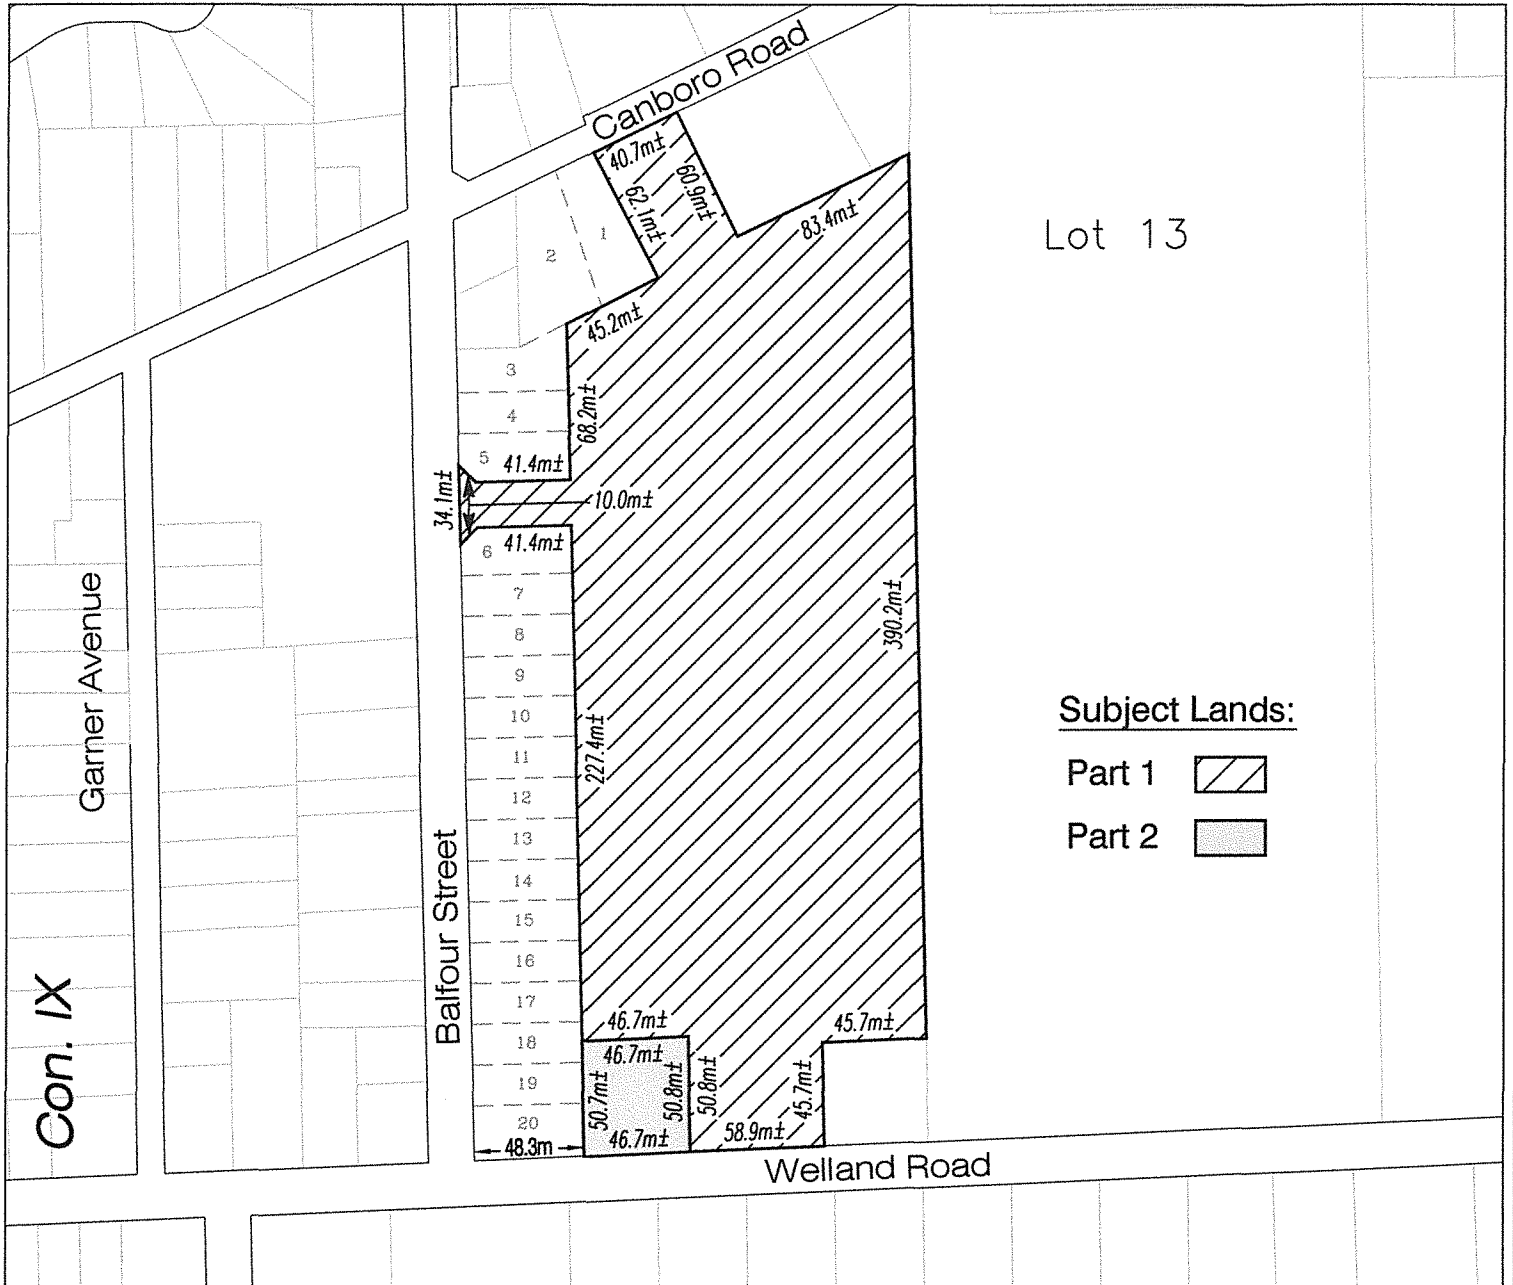 Canboro Road
40.7m±
62.1m±
60.9m±
83.4m±
Lot 13
1
2
45.2m±
3
4
68.2m±
5
41.4m±
34.1m±
10.0m±
6
41.4m±
7
8
9
10
11
12
13
14
15
16
17
18
19
20
Garner Avenue
227.4m±
390.2m±
Subject Lands:
Part 1
Part 2
Balfour Street
Con. IX
46.7m±
45.7m±
46.7m±
50.7m±
50.8m±
50.8m±
45.7m±
46.7m±
58.9m±
48.3m
Welland Road